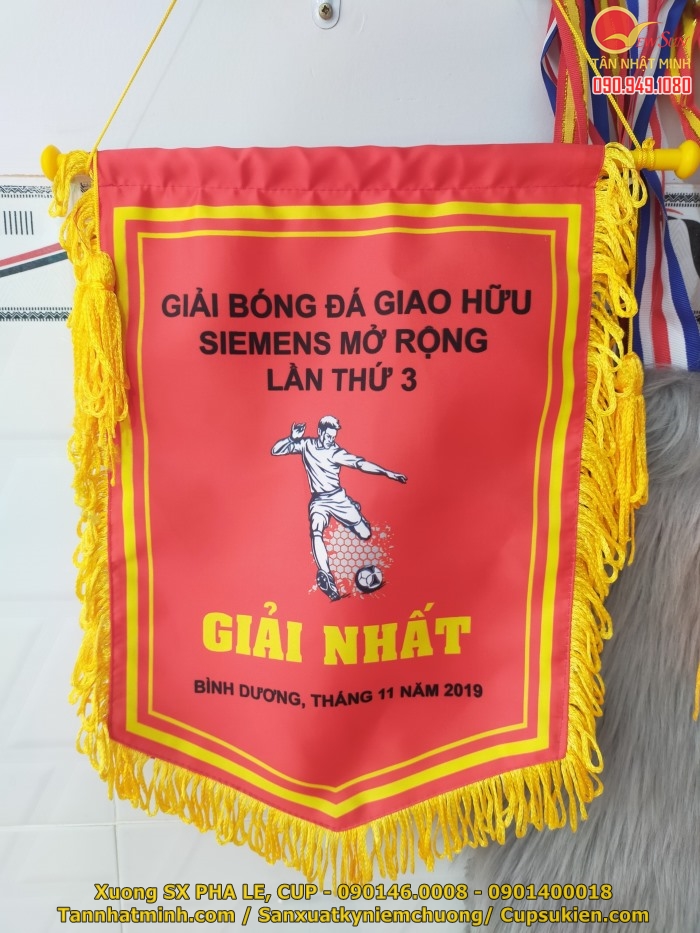 NEW SUN
TÂN NHẬT MINH
090.949.1080
GIẢI BÓNG ĐÁ GIAO HỮU
SIEMENS MỞ RỘNG
LẦN THỨ 3
GIẢI NHẤT
BÌNH DƯƠNG, THÁNG 11 NĂM 2019
Xuong SX PHA LE, CUP - 090146.0008 - 0901400018
Tannhatminh.com / Sanxuatkyniemchuong/ Cupsukien.com